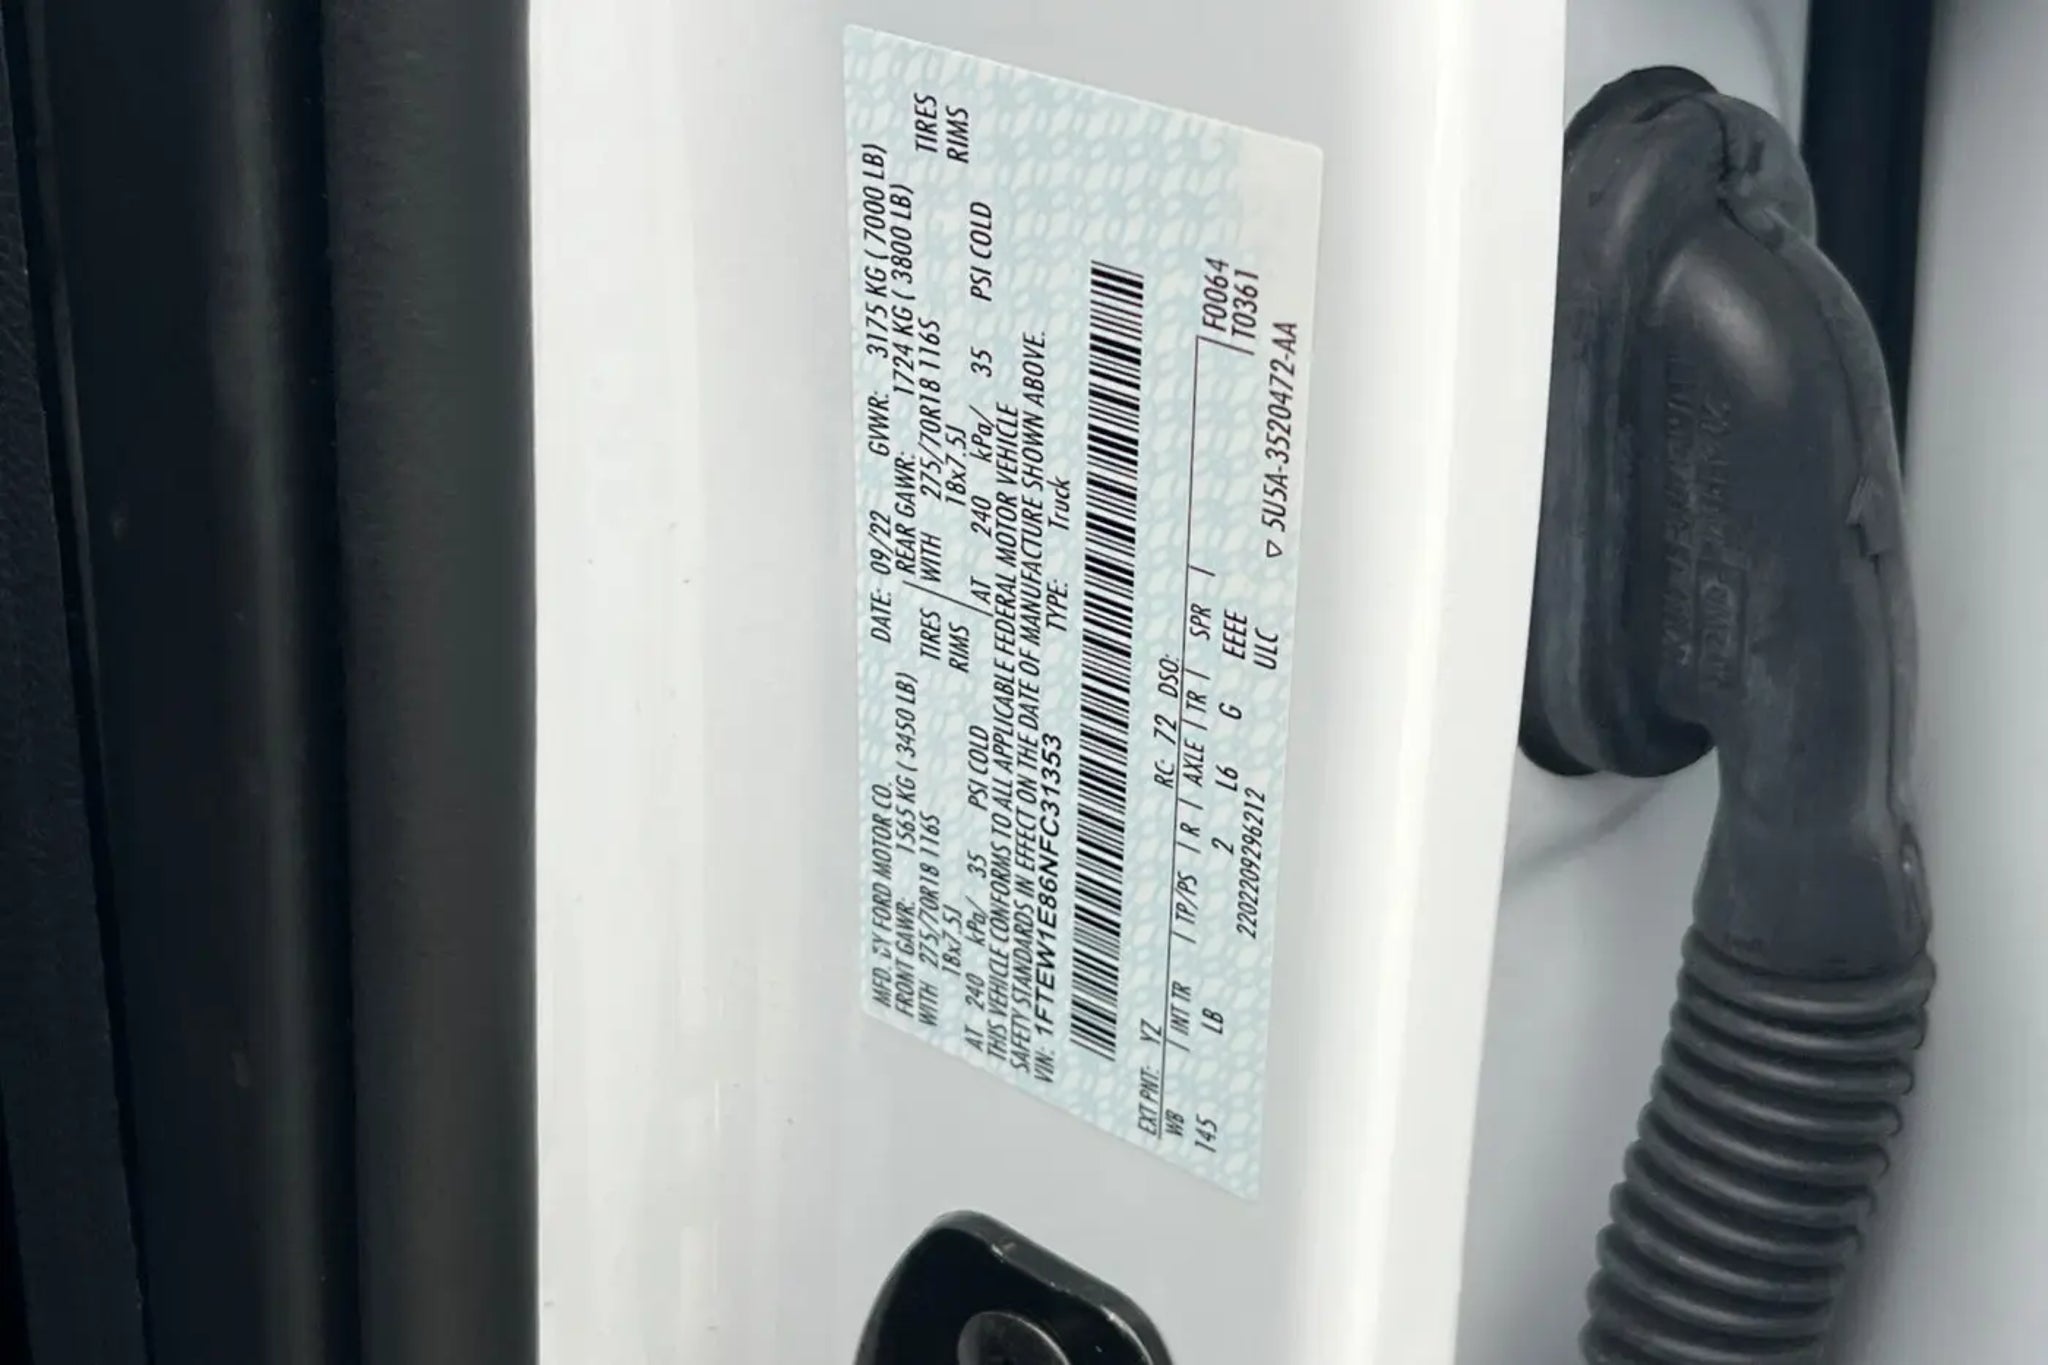 MFD. BY FORD MOTOR CO. DATE: 09/22 GVWR: 3175 KG ( 7000 LB)
FRONT GAWR: 1565 KG ( 3450 LB) REAR GAWR: 1724 KG ( 3800 LB)
WITH 275/70R18 116S TIRES WITH 275/70R18 116S TIRES
18x7.5J RIMS 18x7.5J RIMS
AT 240 kPa/ 35 PSI COLD AT 240 kPa/ 35 PSI COLD
THIS VEHICLE CONFORMS TO ALL APPLICABLE FEDERAL MOTOR VEHICLE
SAFETY STANDARDS IN EFFECT ON THE DATE OF MANUFACTURE SHOWN ABOVE.
VIN: 1FTEW1E86NFC31353 TYPE: Truck
EXT PNT: YZ RC: 72 DSO:
WB | INT TR | TP/PS | R | AXLE | TR | SPR | F0064
145 LB 2 L6 G EEEE T0361
2202209296212 ULC
▽ 5U5A-3520472-AA